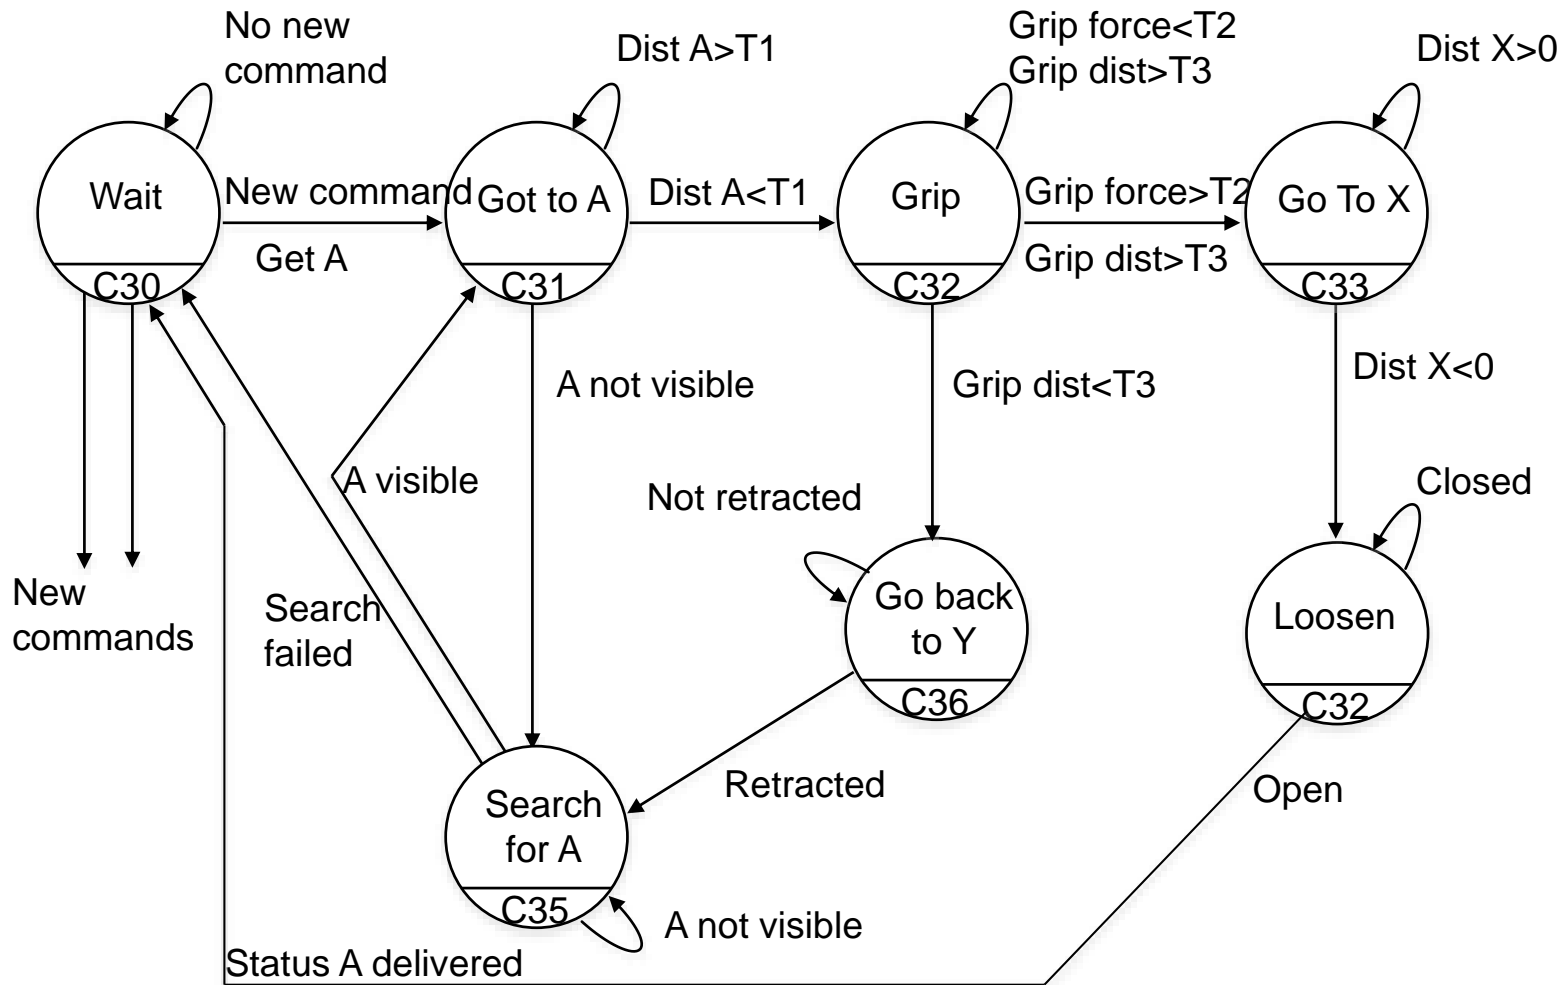 No new
command
Dist A>T1
Grip force<T2
Grip dist>T3
Dist X>0
Wait
New command
Get A
C30
Got to A
C31
Dist A<T1
Grip
C32
Grip force>T2
Grip dist>T3
Go To X
C33
A not visible
Grip dist<T3
Dist X<0
A visible
Not retracted
Closed
New
commands
Search
failed
Go back
to Y
C36
Loosen
C32
Retracted
Open
Search
for A
C35
A not visible
Status A delivered